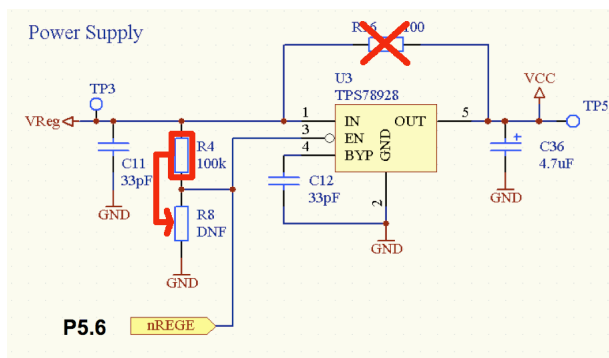 Power Supply
100
U3
TPS78928
TP3
VCC
TP5
VReg
1
IN
OUT
5
3
EN
4
BYP
GND
2
R4
100k
C11
33pF
C12
33pF
C36
4.7uF
+
R8
DNF
GND
GND
GND
GND
P5.6
nREGE